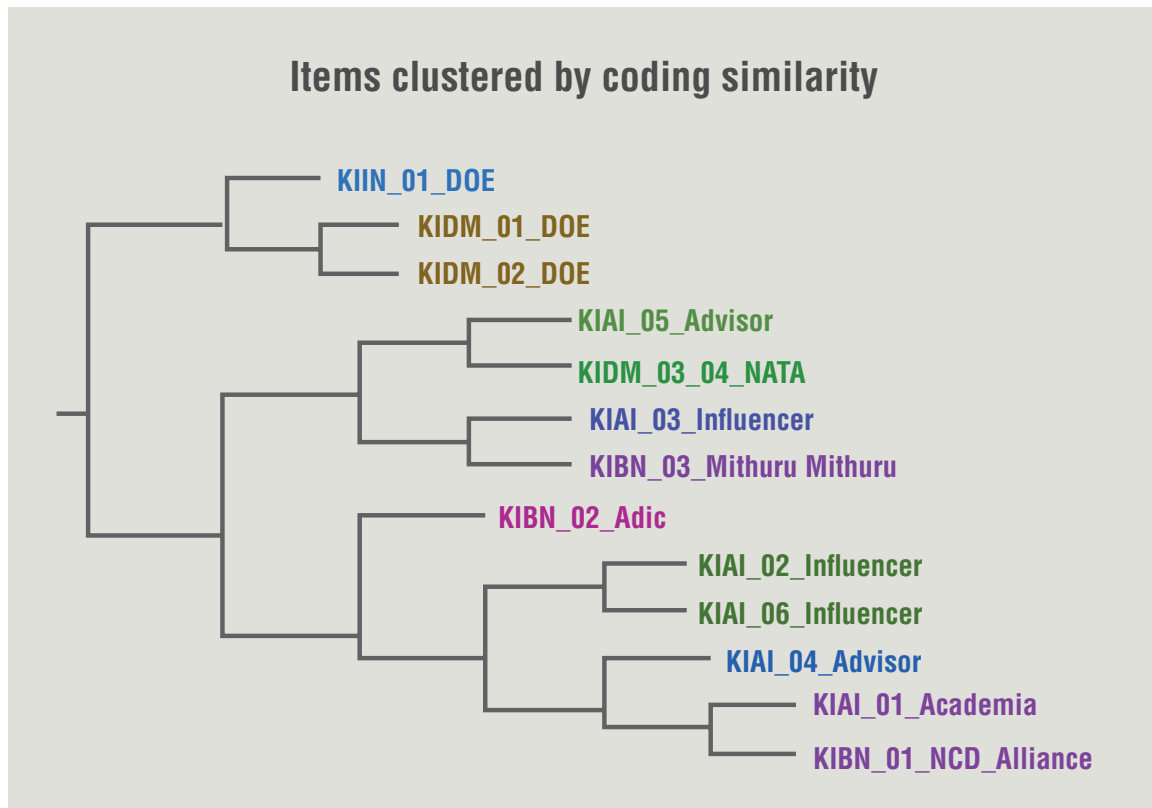 Items clustered by coding similarity
KIIN_01_DOE
KIDM_01_DOE
KIDM_02_DOE
KIAI_05_Advisor
KIDM_03_04_NATA
KIAI_03_Influencer
KIBN_03_Mithuru Mithuru
KIBN_02_Adic
KIAI_02_Influencer
KIAI_06_Influencer
KIAI_04_Advisor
KIAI_01_Academia
KIBN_01_NCD_Alliance